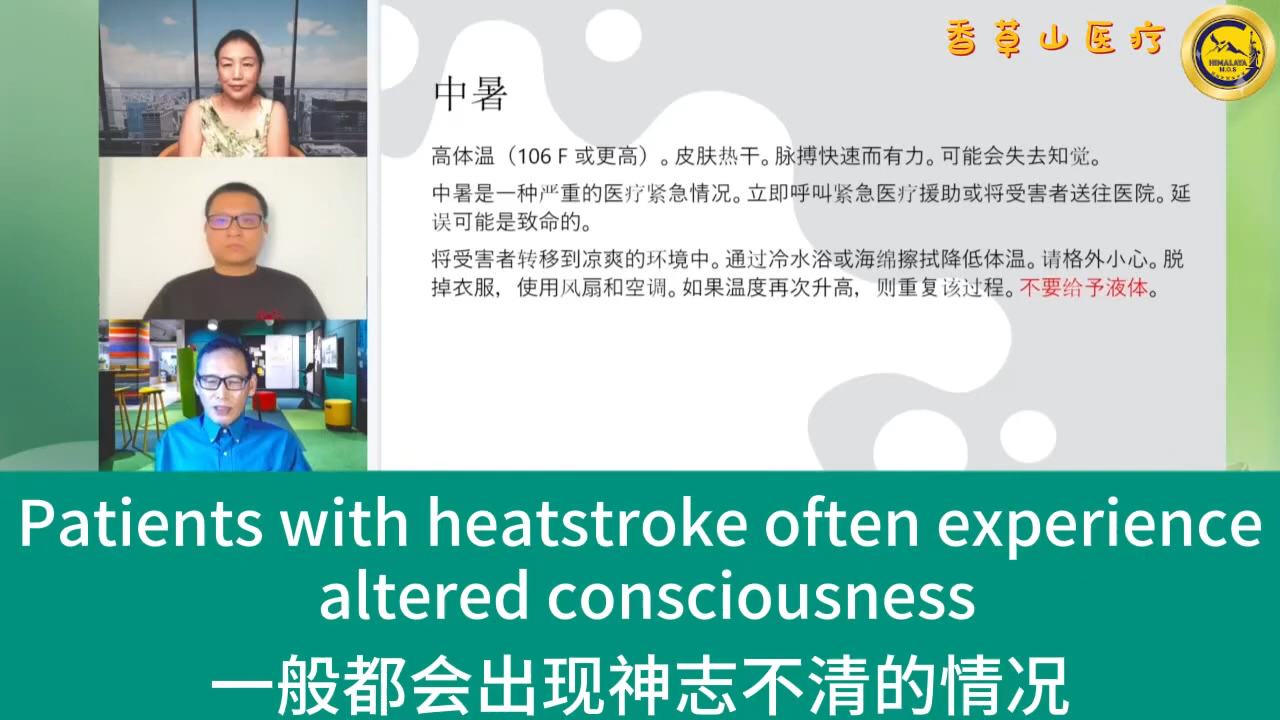 香草山医疗
HIMALAYA
M.O.S
中暑
高体温（106 F 或更高）。皮肤热干。脉搏快速而有力。可能会失去知觉。
中暑是一种严重的医疗紧急情况。立即呼叫紧急医疗援助或将受害者送往医院。延
误可能是致命的。
将受害者转移到凉爽的环境中。通过冷水浴或海绵擦拭降低体温。请格外小心。脱
掉衣服，使用风扇和空调。如果温度再次升高，则重复该过程。不要给予液体。
Patients with heatstroke often experience
altered consciousness
一般都会出现神志不清的情况